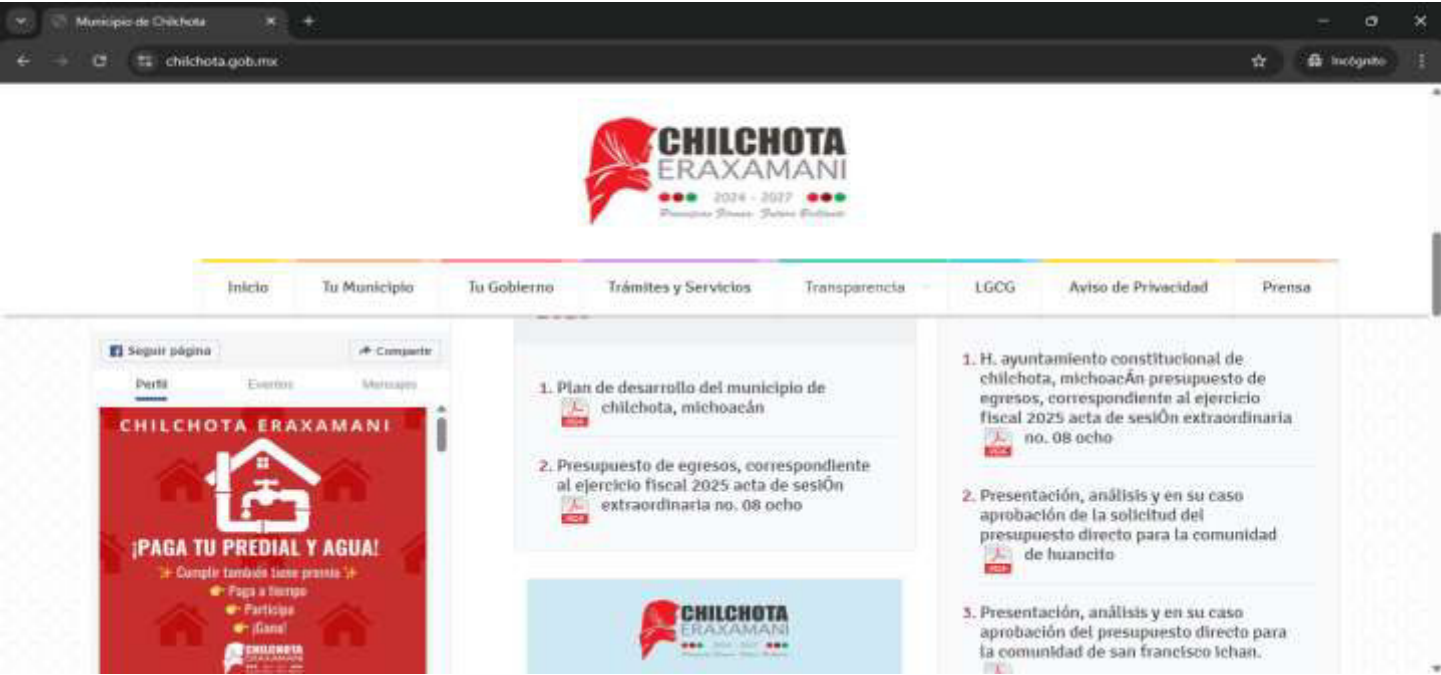 Municipio de Chilchota
chilchota.gob.mx
Incógnito
CHILCHOTA
ERAXAMANI
2024 - 2027
Inicio
Tu Municipio
Tu Gobierno
Trámites y Servicios
Transparencia
LGCG
Aviso de Privacidad
Prensa
Seguir página
Compartir
Perfil
Eventos
Mensajes
CHILCHOTA ERAXAMANI
¡PAGA TU PREDIAL Y AGUA!
Cumplir también tiene premio
Paga a tiempo
Participa
¡Gana!
CHILCHOTA
ERAXAMANI
1. Plan de desarrollo del municipio de
chilchota, michoacán
2. Presupuesto de egresos, correspondiente
al ejercicio fiscal 2025 acta de sesiÓn
extraordinaria no. 08 ocho
CHILCHOTA
ERAXAMANI
1. H. ayuntamiento constitucional de
chilchota, michoacÁn presupuesto de
egresos, correspondiente al ejercicio
fiscal 2025 acta de sesiÓn extraordinaria
no. 08 ocho
2. Presentación, análisis y en su caso
aprobación de la solicitud del
presupuesto directo para la comunidad
de huancito
3. Presentación, análisis y en su caso
aprobación del presupuesto directo para
la comunidad de san francisco ichan.